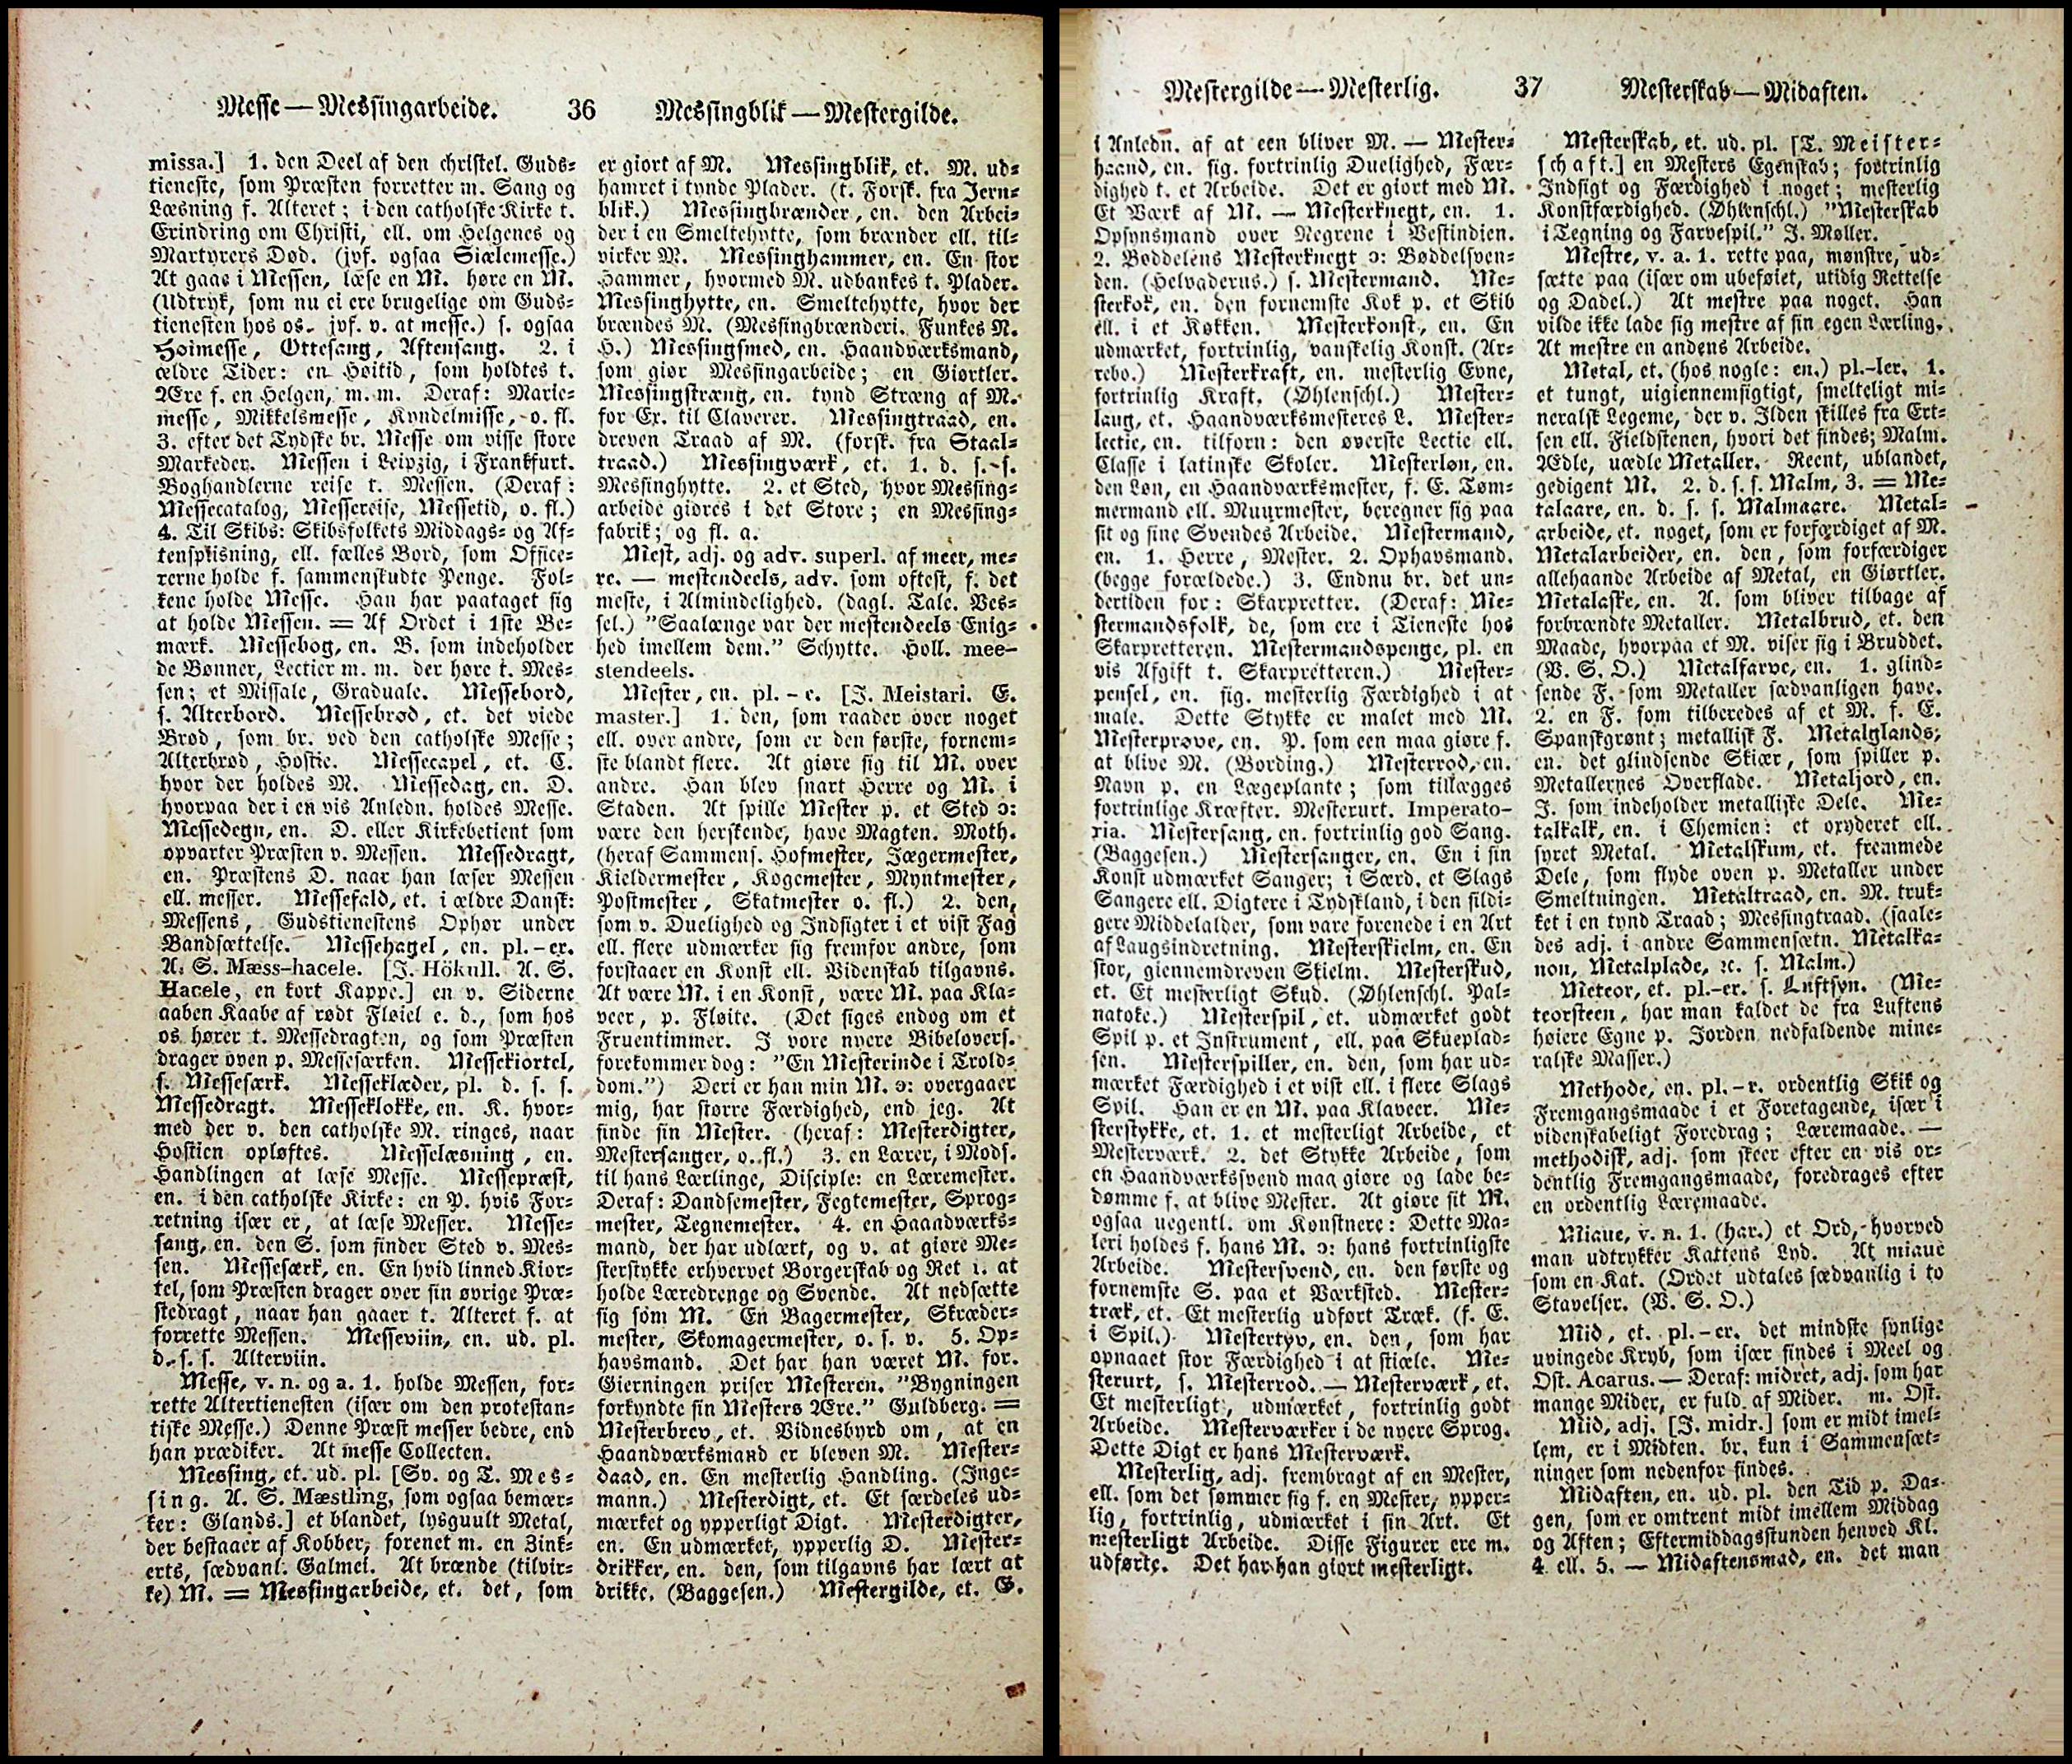 Messe — Messingarbeide.
36
Messingblik — Mestergilde.
missa.] 1. den Deel af den christel. Guds-
tieneste, som Præsten forretter m. Sang og
Læsning f. Alteret; i den catholske Kirke t.
Erindring om Christi, ell. om Helgenes og
Martyrers Død. (jvf. ogsaa Siælemesse.)
At gaae i Messen, læse en M. høre en M.
(Udtryk, som nu ei ere brugelige om Guds-
tienesten hos os. jvf. v. at messe.) s. ogsaa
Høimesse, Ottesang, Aftensang. 2. i
ældre Tider: en Høitid, som holdtes t.
Ære f. en Helgen, m. m. Deraf: Marie-
messe, Mikkelsmesse, Kyndelmisse, o. fl.
3. efter det Tydske br. Messe om visse store
Markeder. Messen i Leipzig, i Frankfurt.
Boghandlerne reise t. Messen. (Deraf:
Messecatalog, Messereise, Messetid, o. fl.)
4. Til Skibs: Skibsfolkets Middags- og Af-
tenspisning, ell. fælles Bord, som Office-
rerne holde f. sammenskudte Penge. Fol-
kene holde Messe. Han har paataget sig
at holde Messen. = Af Ordet i 1ste Be-
mærk. Messebog, en. B. som indeholder
de Bønner, Lectier m. m. der høre t. Mes-
sen; et Missale, Graduale. Messebord,
s. Alterbord. Messebrød, et. det viede
Brød, som br. ved den catholske Messe;
Alterbrød, Hostie. Messecapel, et. C.
hvor der holdes M. Messedag, en. D.
hvorpaa der i en vis Anledn. holdes Messe.
Messedegn, en. D. eller Kirkebetient som
opvarter Præsten v. Messen. Messedragt,
en. Præstens D. naar han læser Messen
ell. messer. Messefald, et. i ældre Dansk:
Messens, Gudstienestens Ophør under
Bandsættelse. Messehagel, en. pl.-er.
A. S. Mæss-hacele. [J. Hökull. A. S.
Hacele, en kort Kappe.] en v. Siderne
aaben Kaabe af rødt Fløiel e. d., som hos
os hører t. Messedragten, og som Præsten
drager oven p. Messesærken. Messekiortel,
s. Messesærk. Messeklæder, pl. d. s. s.
Messedragt. Messeklokke, en. K. hvor-
med der v. den catholske M. ringes, naar
Hostien opløftes. Messelæsning, en.
Handlingen at læse Messe. Messepræst,
en. i den catholske Kirke: en P. hvis For-
retning især er, at læse Messer. Messe-
sang, en. den S. som finder Sted v. Mes-
sen. Messesærk, en. En hvid linned Kior-
tel, som Præsten drager over sin øvrige Præ-
stedragt, naar han gaaer t. Alteret f. at
forrette Messen. Messeviin, en. ud. pl.
d. s. s. Alterviin.
Messe, v. n. og a. 1. holde Messen, for-
rette Altertienesten (især om den protestan-
tiske Messe.) Denne Præst messer bedre, end
han prædiker. At messe Collecten.
Messing, et. ud. pl. [Sv. og T. Mes-
sing. A. S. Mæstling, som ogsaa bemær-
ker: Glands.] et blandet, lysguult Metal,
der bestaaer af Kobber, forenet m. en Zink-
erts, sædvanl. Galmei. At brænde (tilvir-
ke) M. = Messingarbeide, et. det, som
er giort af M. Messingblik, et. M. ud-
hamret i tynde Plader. (t. Forsk. fra Jern-
blik.) Messingbrænder, en. den Arbei-
der i en Smeltehytte, som brænder ell. til-
virker M. Messinghammer, en. En stor
Hammer, hvormed M. udbankes t. Plader.
Messinghytte, en. Smeltehytte, hvor der
brændes M. (Messingbrænderi. Funkes N.
H.) Messingsmed, en. Haandværksmand,
som giør Messingarbeide; en Giørtler.
Messingstræng, en. tynd Stræng af M.
for Ex. til Claverer. Messingtraad, en.
dreven Traad af M. (forsk. fra Staal-
traad.) Messingværk, et. 1. d. s. s.
Messinghytte. 2. et Sted, hvor Messing-
arbeide giøres i det Store; en Messing-
fabrik; og fl. a.
Mest, adj. og adv. superl. af meer, me-
re. — mestendeels, adv. som oftest, f. det
meste, i Almindelighed. (dagl. Tale. Bes-
sel.) "Saalænge var der mestendeels Enig-
hed imellem dem." Schytte. Holl. mee-
stendeels.
Mester, en. pl. - e. [J. Meistari. E.
master.] 1. den, som raader over noget
ell. over andre, som er den første, fornem-
ste blandt flere. At giøre sig til M. over
andre. Han blev snart Herre og M. i
Staden. At spille Mester p. et Sted ɔ:
være den herskende, have Magten. Moth.
(heraf Sammens. Hofmester, Jægermester,
Kieldermester, Kogemester, Myntmester,
Postmester, Skatmester o. fl.) 2. den,
som v. Duelighed og Indsigter i et vist Fag
ell. flere udmærker sig fremfor andre, som
forstaaer en Konst ell. Videnskab tilgavns.
At være M. i en Konst, være M. paa Kla-
veer, p. Fløite. (Det siges endog om et
Fruentimmer. I vore nyere Bibelovers.
forekommer dog: "En Mesterinde i Trold-
dom.") Deri er han min M. ɔ: overgaaer
mig, har større Færdighed, end jeg. At
finde sin Mester. (heraf: Mesterdigter,
Mestersanger, o. fl.) 3. en Lærer, i Mods.
til hans Lærlinge, Disciple: en Læremester.
Deraf: Dandsemester, Fegtemester, Sprog-
mester, Tegnemester. 4. en Haandværks-
mand, der har udlært, og v. at giøre Me-
sterstykke erhvervet Borgerskab og Ret t. at
holde Læredrenge og Svende. At nedsætte
sig som M. En Bagermester, Skræder-
mester, Skomagermester, o. s. v. 5. Op-
havsmand. Det har han været M. for.
Gierningen priser Mesteren. "Bygningen
forkyndte sin Mesters Ære." Guldberg. =
Mesterbrev, et. Vidnesbyrd om, at en
Haandværksmand er bleven M. Mester-
daad, en. En mesterlig Handling. (Inge-
mann.) Mesterdigt, et. Et særdeles ud-
mærket og ypperligt Digt. Mesterdigter,
en. En udmærket, ypperlig D. Mester-
drikker, en. den, som tilgavns har lært at
drikke. (Baggesen.) Mestergilde, et. G.
Mestergilde — Mesterlig.
37
Mesterskab — Midaften.
i Anledn. af at een bliver M. — Mester-
haand, en. fig. fortrinlig Duelighed, Fær-
dighed t. et Arbeide. Det er giort med M.
Et Værk af M. — Mesterknegt, en. 1.
Opsynsmand over Negrene i Vestindien.
2. Bøddelens Mesterknegt ɔ: Bøddelsven-
den. (Helvaderus.) s. Mestermand. Me-
sterkok, en. den fornemste Kok p. et Skib
ell. i et Køkken. Mesterkonst, en. En
udmærket, fortrinlig, vanskelig Konst. (Ar-
rebo.) Mesterkraft, en. mesterlig Evne,
fortrinlig Kraft. (Øhlenschl.) Mester-
laug, et. Haandværksmesteres L. Mester-
lectie, en. tilforn: den øverste Lectie ell.
Classe i latinske Skoler. Mesterløn, en.
den Løn, en Haandværksmester, f. E. Tøm-
mermand ell. Muurmester, beregner sig paa
sit og sine Svendes Arbeide. Mestermand,
en. 1. Herre, Mester. 2. Ophavsmand.
(begge forældede.) 3. Endnu br. det un-
dertiden for: Skarpretter. (Deraf: Me-
stermandsfolk, de, som ere i Tieneste hos
Skarpretteren. Mestermandspenge, pl. en
vis Afgift t. Skarpretteren.) Mester-
pensel, en. fig. mesterlig Færdighed i at
male. Dette Stykke er malet med M.
Mesterprøve, en. P. som een maa giøre f.
at blive M. (Bording.) Mesterrod, en.
Navn p. en Lægeplante; som tillægges
fortrinlige Kræfter. Mesterurt. Imperato-
ria. Mestersang, en. fortrinlig god Sang.
(Baggesen.) Mestersanger, en. En i sin
Konst udmærket Sanger; i Særd. et Slags
Sangere ell. Digtere i Tydskland, i den sildi-
gere Middelalder, som vare forenede i en Art
af Laugsindretning. Mesterskielm, en. En
stor, giennemdreven Skielm. Mesterskud,
et. Et mesterligt Skud. (Øhlenschl. Pal-
natoke.) Mesterspil, et. udmærket godt
Spil p. et Instrument, ell. paa Skueplad-
sen. Mesterspiller, en. den, som har ud-
mærket Færdighed i et vist ell. i flere Slags
Spil. Han er en M. paa Klaveer. Me-
sterstykke, et. 1. et mesterligt Arbeide, et
Mesterværk. 2. det Stykke Arbeide, som
en Haandværkssvend maa giøre og lade be-
dømme f. at blive Mester. At giøre sit M.
ogsaa uegentl. om Konstnere: Dette Ma-
leri holdes f. hans M. ɔ: hans fortrinligste
Arbeide. Mestersvend, en. den første og
fornemste S. paa et Værksted. Mester-
træk, et. Et mesterlig udført Træk. (f. E.
i Spil.) Mestertyv, en. den, som har
opnaaet stor Færdighed i at stiæle. Me-
sterurt, s. Mesterrod. — Mesterværk, et.
Et mesterligt, udmærket, fortrinlig godt
Arbeide. Mesterværker i de nyere Sprog.
Dette Digt er hans Mesterværk.
Mesterlig, adj. frembragt af en Mester,
ell. som det sømmer sig f. en Mester, ypper-
lig, fortrinlig, udmærket i sin Art. Et
mesterligt Arbeide. Disse Figurer ere m.
udførte. Det har han giort mesterligt.
Mesterskab, et. ud. pl. [T. Meister-
schaft.] en Mesters Egenskab; fortrinlig
Indsigt og Færdighed i noget; mesterlig
Konstfærdighed. (Øhlenschl.) "Mesterskab
i Tegning og Farvespil." J. Møller.
Mestre, v. a. 1. rette paa, mønstre, ud-
sætte paa (især om ubeføiet, utidig Rettelse
og Dadel.) At mestre paa noget. Han
vilde ikke lade sig mestre af sin egen Lærling.
At mestre en andens Arbeide.
Metal, et. (hos nogle: en.) pl.-ler. 1.
et tungt, uigiennemsigtigt, smelteligt mi-
neralsk Legeme, der v. Ilden skilles fra Ert-
sen ell. Fieldstenen, hvori det findes; Malm.
Ædle, uædle Metaller. Reent, ublandet,
gedigent M. 2. d. s. s. Malm, 3. = Me-
talaare, en. d. s. s. Malmaare. Metal-
arbeide, et. noget, som er forfærdiget af M.
Metalarbeider, en. den, som forfærdiger
allehaande Arbeide af Metal, en Giørtler.
Metalaske, en. A. som bliver tilbage af
forbrændte Metaller. Metalbrud, et. den
Maade, hvorpaa et M. viser sig i Bruddet.
(V. S. O.) Metalfarve, en. 1. glind-
sende F. som Metaller sædvanligen have.
2. en F. som tilberedes af et M. f. E.
Spanskgrønt; metallisk F. Metalglands,
en. det glindsende Skiær, som spiller p.
Metallernes Overflade. Metaljord, en.
J. som indeholder metalliske Dele. Me-
talkalk, en. i Chemien: et oxyderet ell.
syret Metal. Metalskum, et. fremmede
Dele, som flyde oven p. Metaller under
Smeltningen. Metaltraad, en. M. truk-
ket i en tynd Traad; Messingtraad. (saale-
des adj. i andre Sammensætn. Metalka-
non, Metalplade, ꝛc. s. Malm.)
Meteor, et. pl.-er. s. Luftsyn. (Me-
teorsteen, har man kaldet de fra Luftens
høiere Egne p. Jorden nedfaldende mine-
ralske Masser.)
Methode, en. pl.-r. ordentlig Skik og
Fremgangsmaade i et Foretagende, især i
videnskabeligt Foredrag; Læremaade. —
methodisk, adj. som skeer efter en vis or-
dentlig Fremgangsmaade, foredrages efter
en ordentlig Læremaade.
Miaue, v. n. 1. (har.) et Ord, hvorved
man udtrykker Kattens Lyd. At miaue
som en Kat. (Ordet udtales sædvanlig i to
Stavelser. (V. S. O.)
Mid, et. pl.-er. det mindste synlige
uvingede Kryb, som især findes i Meel og
Ost. Acarus. — Deraf: midret, adj. som har
mange Mider, er fuld af Mider. m. Ost.
Mid, adj. [J. midr.] som er midt imel-
lem, er i Midten. br. kun i Sammensæt-
ninger som nedenfor findes.
Midaften, en. ud. pl. den Tid p. Da-
gen, som er omtrent midt imellem Middag
og Aften; Eftermiddagsstunden henved Kl.
4 ell. 5. — Midaftensmad, en. det man